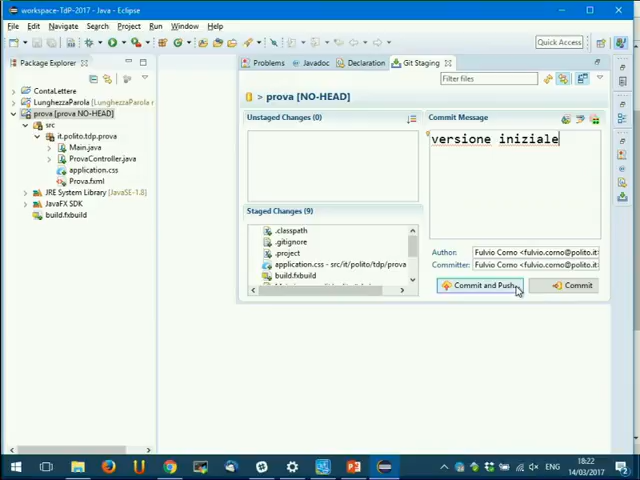 workspace-TdP-2017 - Java - Eclipse
File Edit Navigate Search Project Run Window Help
Quick Access
Package Explorer
Problems Javadoc Declaration Git Staging
Filter files
> prova [NO-HEAD]
ContaLettere
LunghezzaParola
prova [prova NO-HEAD]
src
it.polito.tdp.prova
Main.java
ProvaController.java
application.css
Prova.fxml
JRE System Library [JavaSE-1.8]
JavaFX SDK
build.fxbuild
Unstaged Changes (0)
Staged Changes (9)
.classpath
.gitignore
.project
application.css - src/it/polito/tdp/prova
build.fxbuild
Commit Message
versione iniziale
Author: Fulvio Corno <fulvio.corno@polito.it
Committer: Fulvio Corno <fulvio.corno@polito.it
Commit and Push... Commit
ENG
18:22
14/03/2017